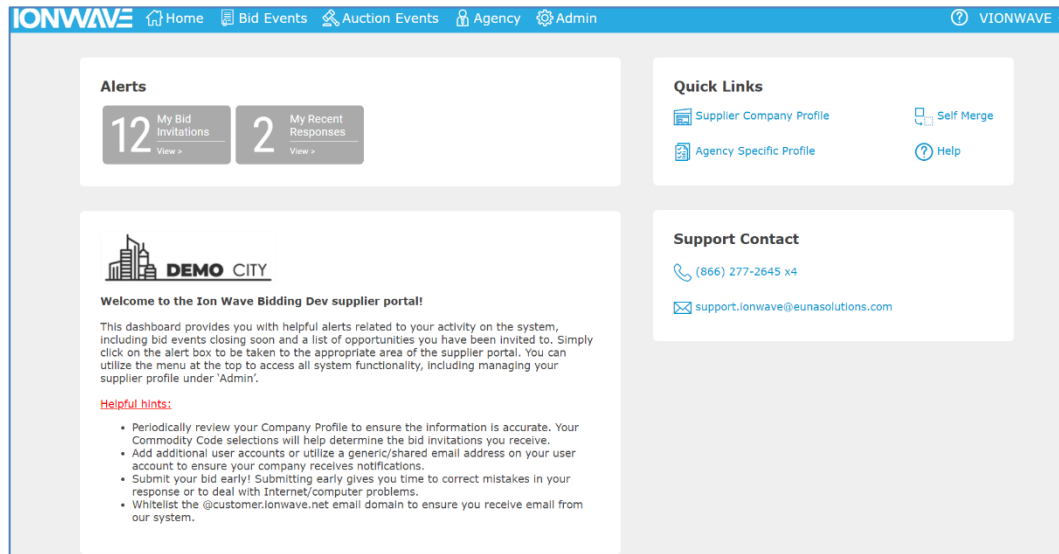 IONWAVE Home Bid Events Auction Events Agency Admin VIONWAVE
Alerts
12 My Bid Invitations View >
2 My Recent Responses View >
Quick Links
Supplier Company Profile
Self Merge
Agency Specific Profile
Help
DEMO CITY
Welcome to the Ion Wave Bidding Dev supplier portal!
This dashboard provides you with helpful alerts related to your activity on the system,
including bid events closing soon and a list of opportunities you have been invited to. Simply
click on the alert box to be taken to the appropriate area of the supplier portal. You can
utilize the menu at the top to access all system functionality, including managing your
supplier profile under ‘Admin’.
Helpful hints:
• Periodically review your Company Profile to ensure the information is accurate. Your
Commodity Code selections will help determine the bid invitations you receive.
• Add additional user accounts or utilize a generic/shared email address on your user
account to ensure your company receives notifications.
• Submit your bid early! Submitting early gives you time to correct mistakes in your
response or to deal with Internet/computer problems.
• Whitelist the @customer.ionwave.net email domain to ensure you receive email from
our system.
Support Contact
(866) 277-2645 x4
support.ionwave@eunasolutions.com